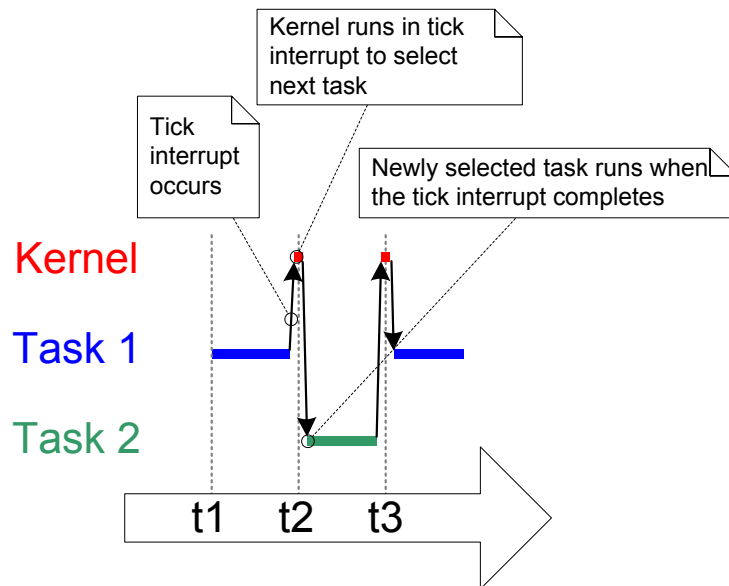 Kernel runs in tick
interrupt to select
next task
Tick
interrupt
occurs
Newly selected task runs when
the tick interrupt completes
Kernel
Task 1
Task 2
t1 t2 t3